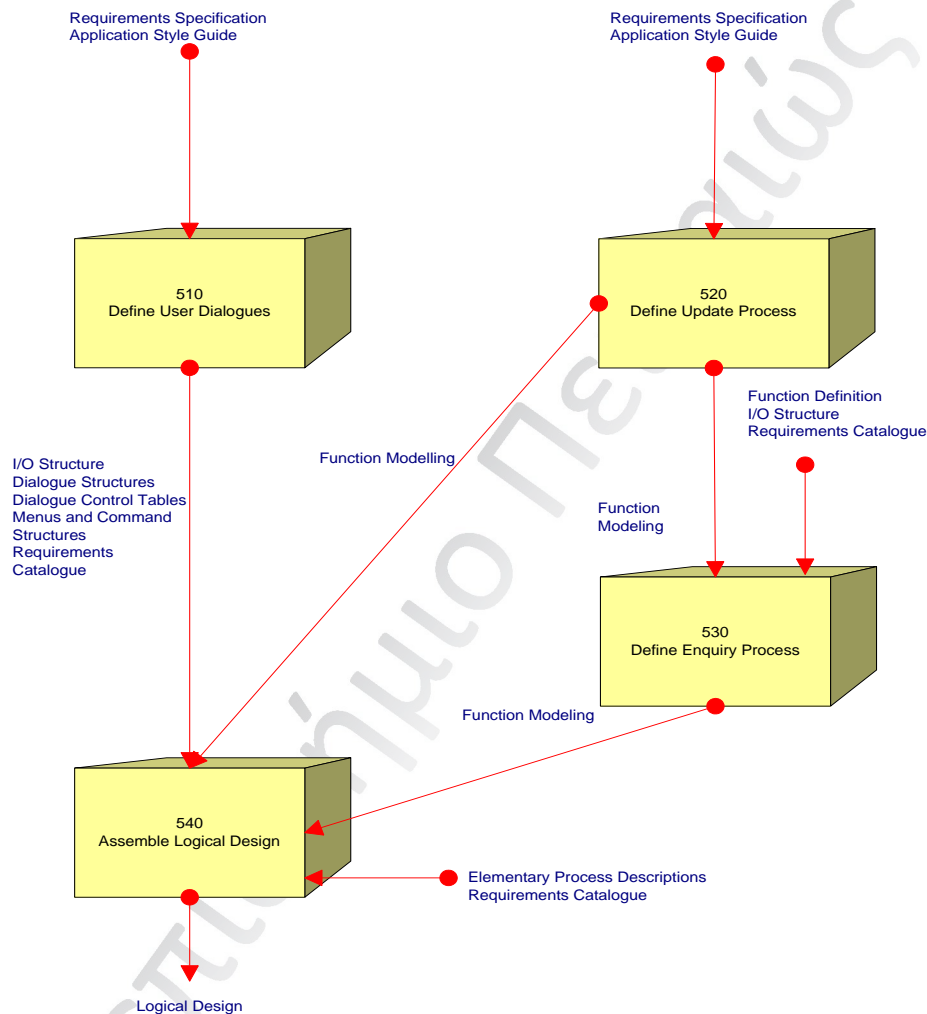 Requirements Specification
Application Style Guide
Requirements Specification
Application Style Guide
510
Define User Dialogues
520
Define Update Process
Function Definition
I/O Structure
Requirements Catalogue
I/O Structure
Dialogue Structures
Dialogue Control Tables
Menus and Command
Structures
Requirements
Catalogue
Function Modelling
Function
Modeling
530
Define Enquiry Process
Function Modeling
540
Assemble Logical Design
Elementary Process Descriptions
Requirements Catalogue
Logical Design